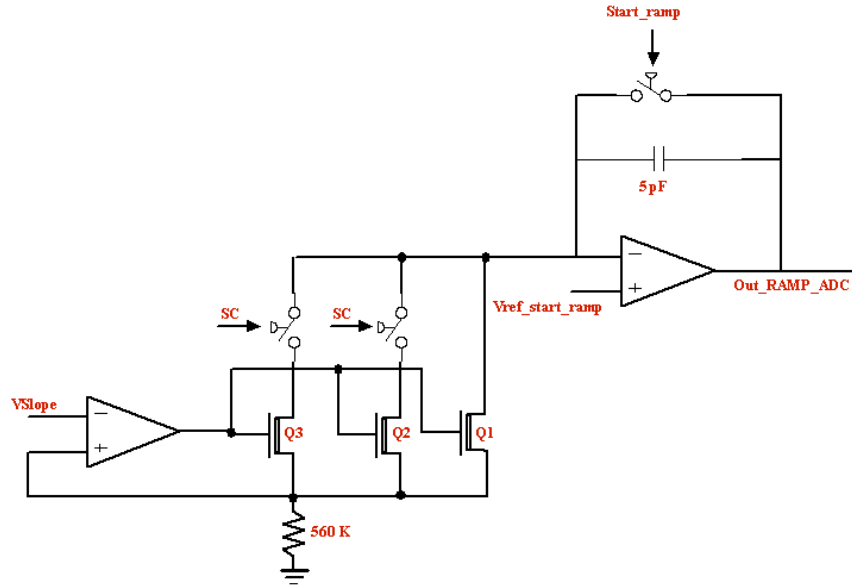 Start_ramp
5pF
−
+
Out_RAMP_ADC
Vref_start_ramp
SC
SC
VSlope
−
+
Q3
Q2
Q1
560 K